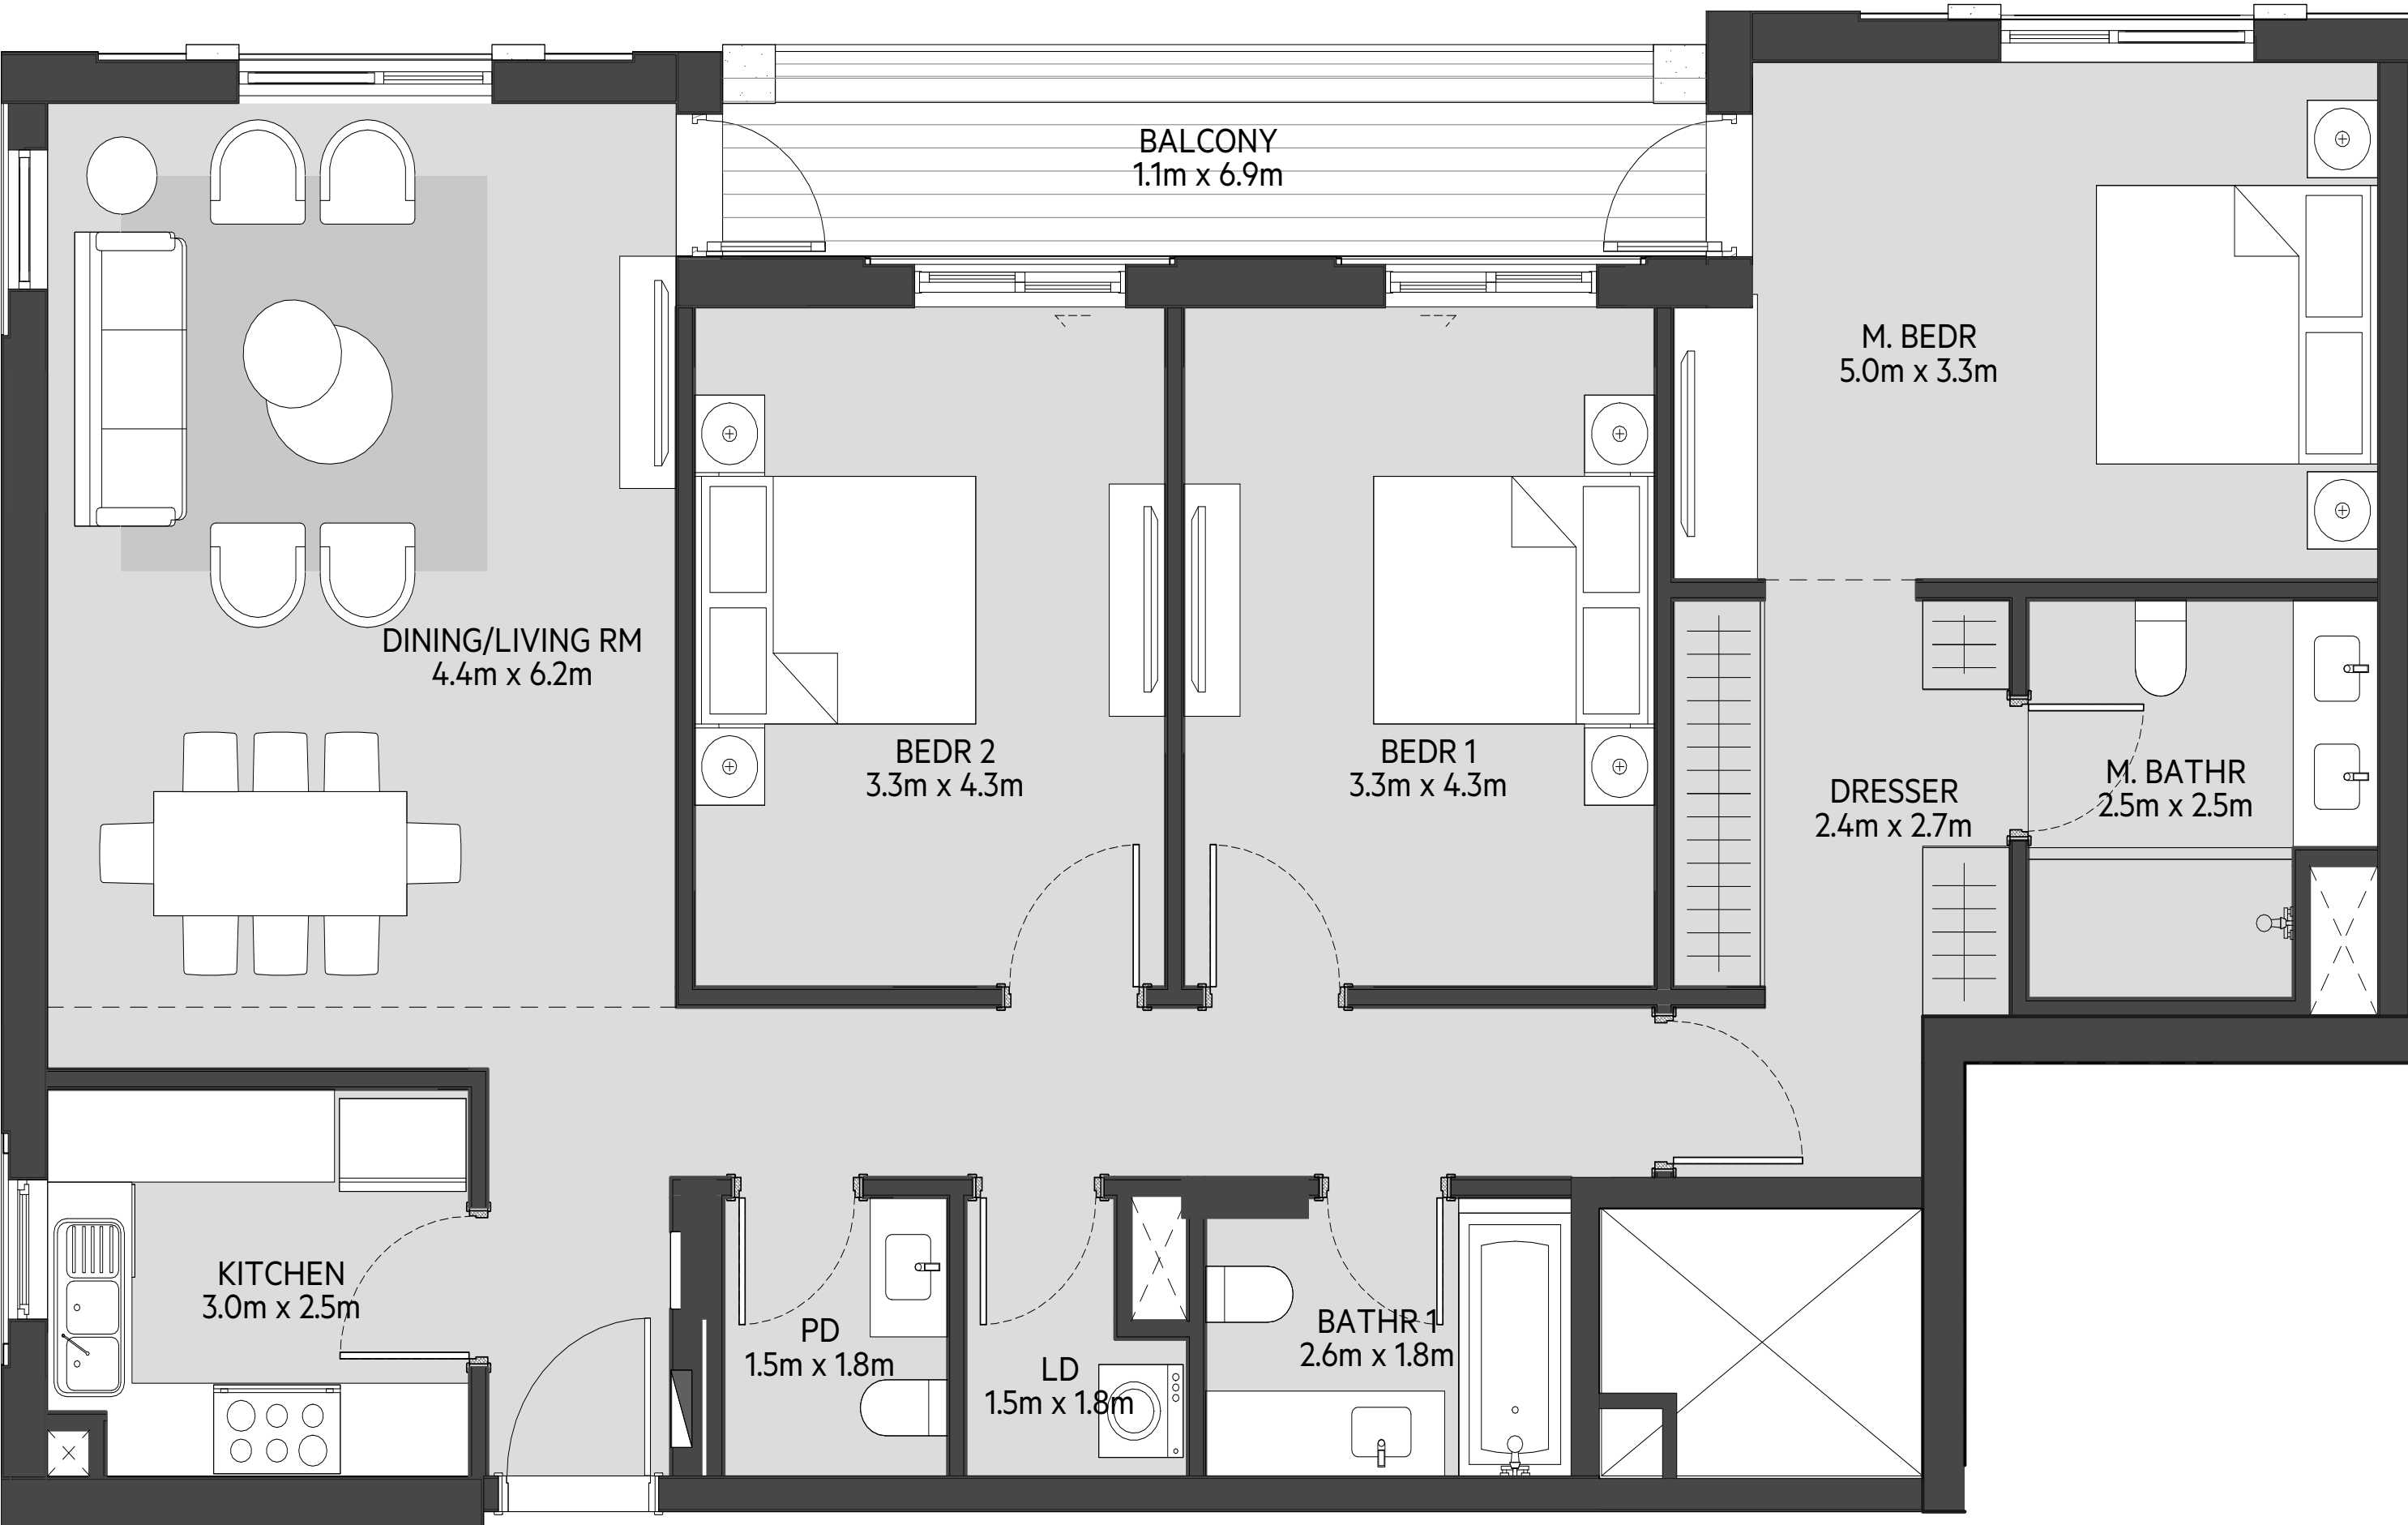 BALCONY
1.1m x 6.9m
M. BEDR
5.0m x 3.3m
DINING/LIVING RM
4.4m x 6.2m
BEDR 2
3.3m x 4.3m
BEDR 1
3.3m x 4.3m
DRESSER
2.4m x 2.7m
M. BATHR
2.5m x 2.5m
KITCHEN
3.0m x 2.5m
PD
1.5m x 1.8m
LD
1.5m x 1.8m
BATHR 1
2.6m x 1.8m